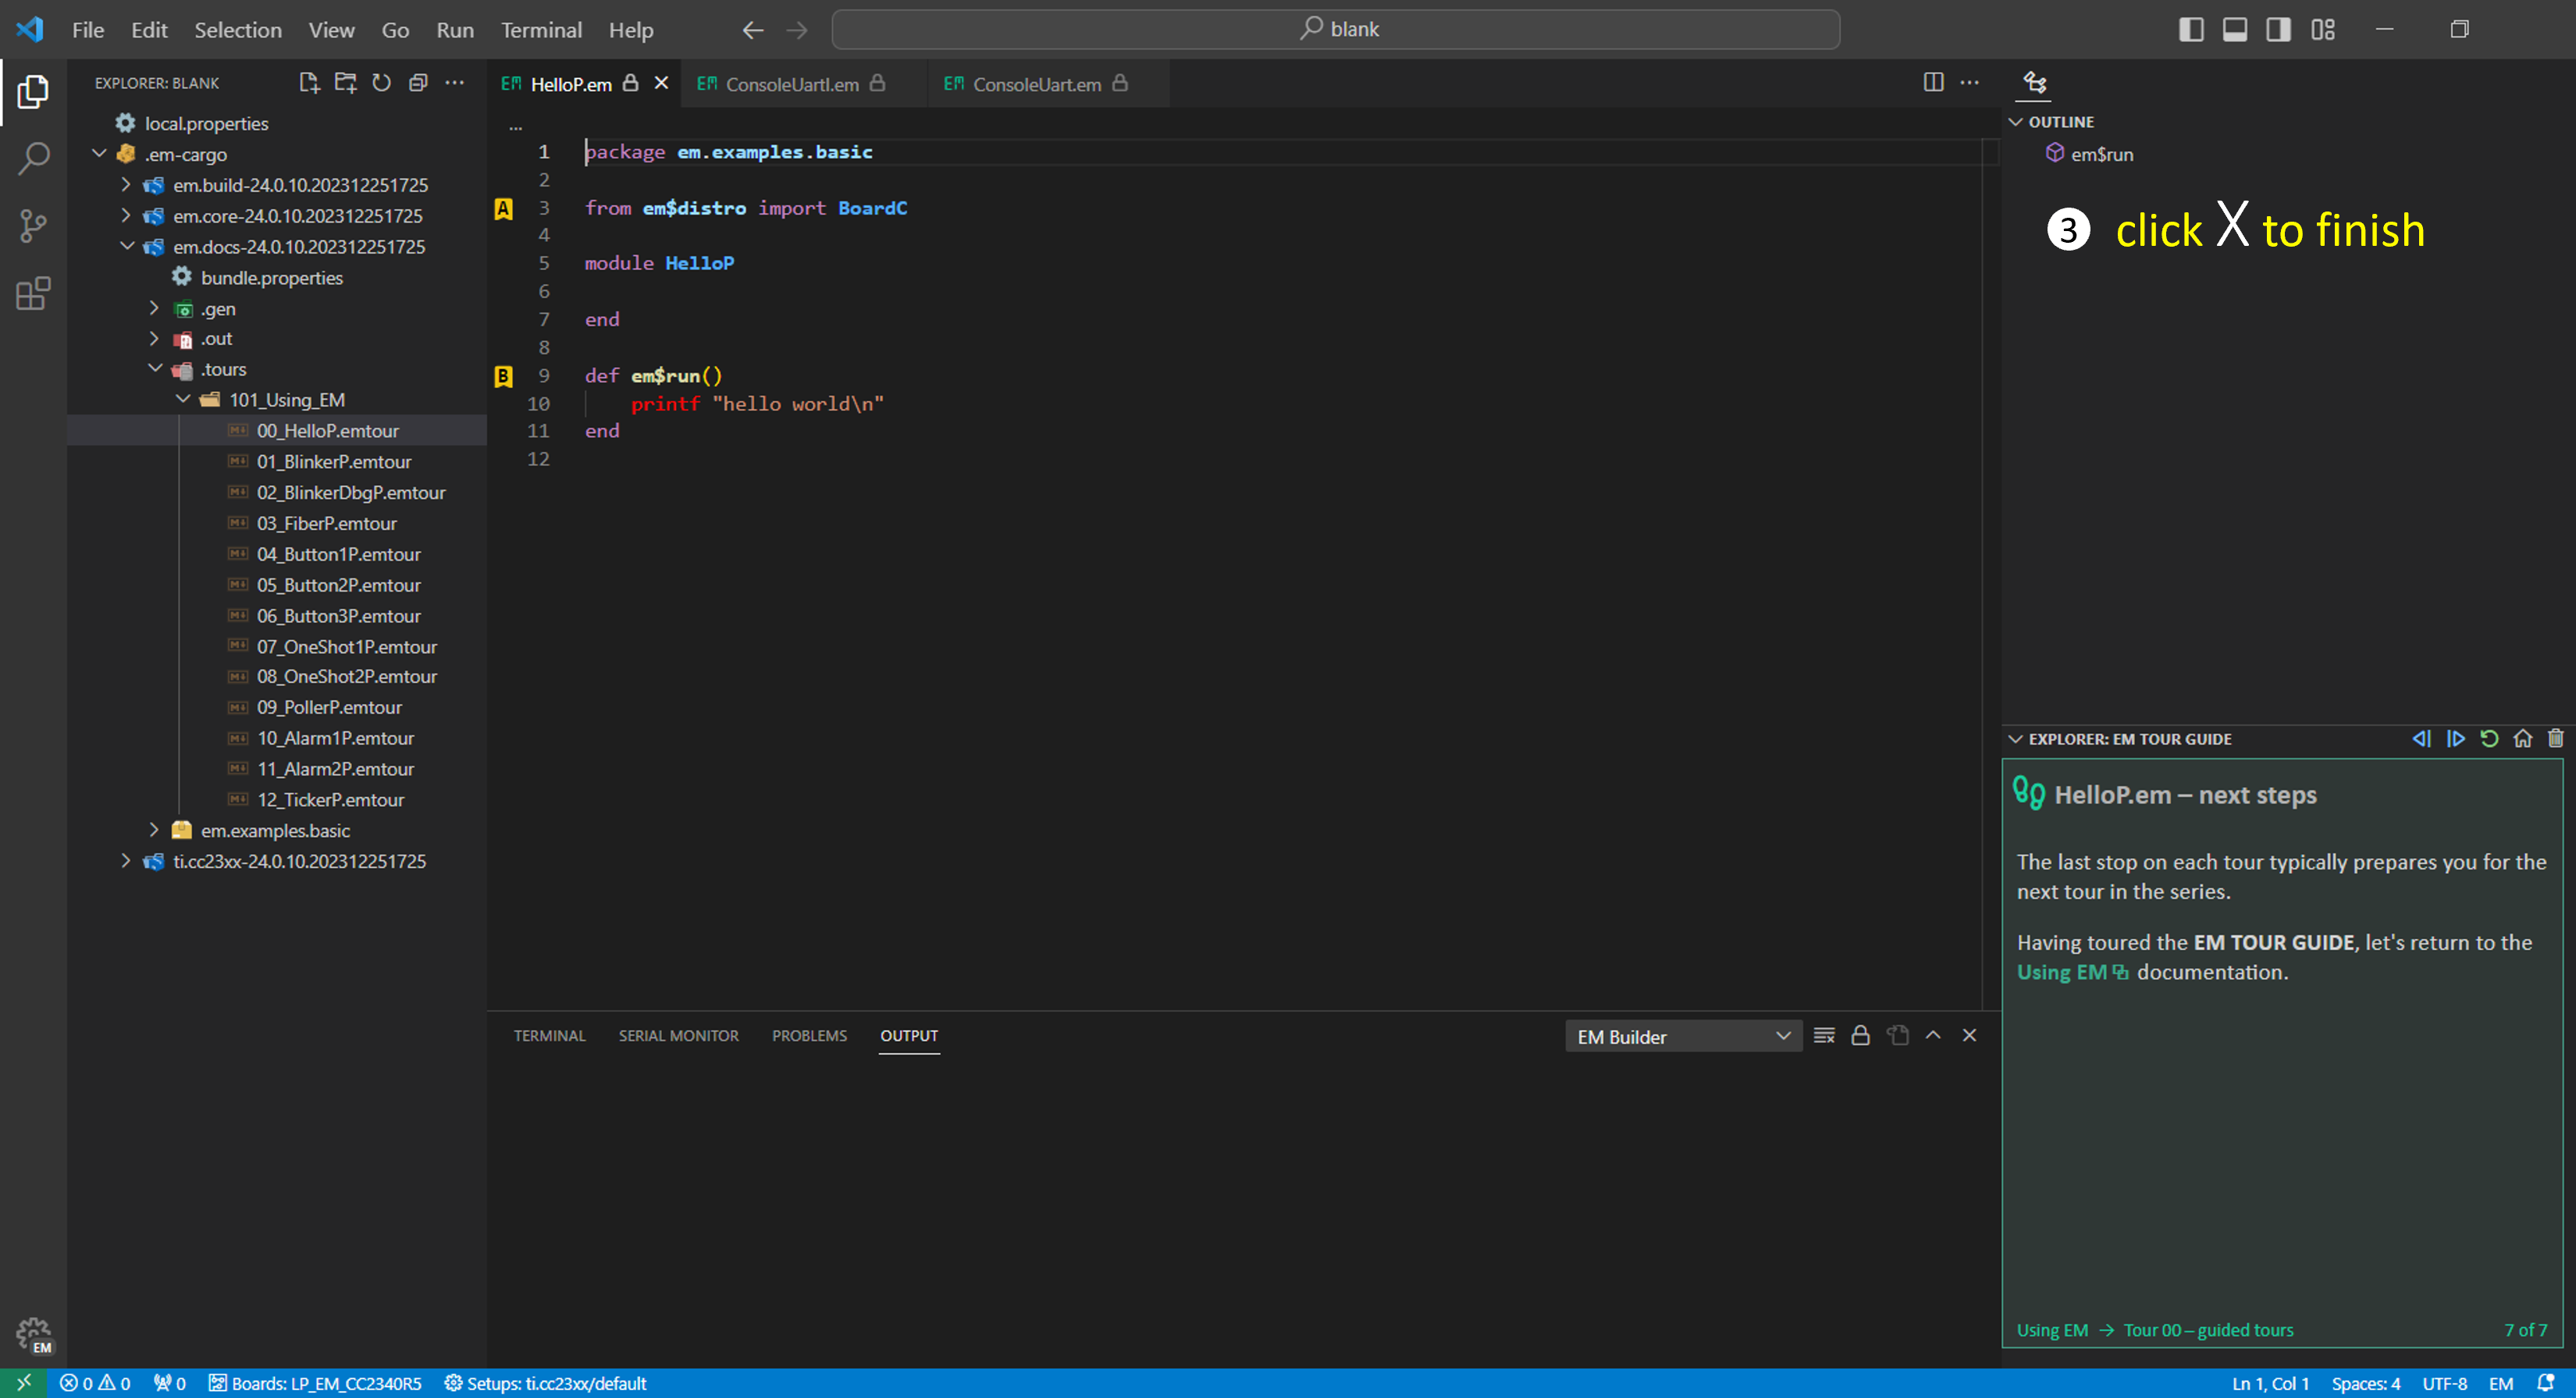 File Edit Selection View Go Run Terminal Help
blank
EXPLORER: BLANK
local.properties
.em-cargo
em.build-24.0.10.202312251725
em.core-24.0.10.202312251725
em.docs-24.0.10.202312251725
bundle.properties
.gen
.out
.tours
101_Using_EM
00_HelloP.emtour
01_BlinkerP.emtour
02_BlinkerDbgP.emtour
03_FiberP.emtour
04_Button1P.emtour
05_Button2P.emtour
06_Button3P.emtour
07_OneShot1P.emtour
08_OneShot2P.emtour
09_PollerP.emtour
10_Alarm1P.emtour
11_Alarm2P.emtour
12_TickerP.emtour
em.examples.basic
ti.cc23xx-24.0.10.202312251725
EM HelloP.em EM ConsoleUartI.em EM ConsoleUart.em
...
1 package em.examples.basic
2
A 3 from em$distro import BoardC
4
5 module HelloP
6
7 end
8
B 9 def em$run()
10 printf "hello world\n"
11 end
12
TERMINAL SERIAL MONITOR PROBLEMS OUTPUT
EM Builder
OUTLINE
em$run
3 click X to finish
EXPLORER: EM TOUR GUIDE
HelloP.em – next steps
The last stop on each tour typically prepares you for the
next tour in the series.
Having toured the EM TOUR GUIDE, let's return to the
Using EM documentation.
Using EM → Tour 00 – guided tours 7 of 7
EM
0 0 0 Boards: LP_EM_CC2340R5 Setups: ti.cc23xx/default
Ln 1, Col 1 Spaces: 4 UTF-8 EM